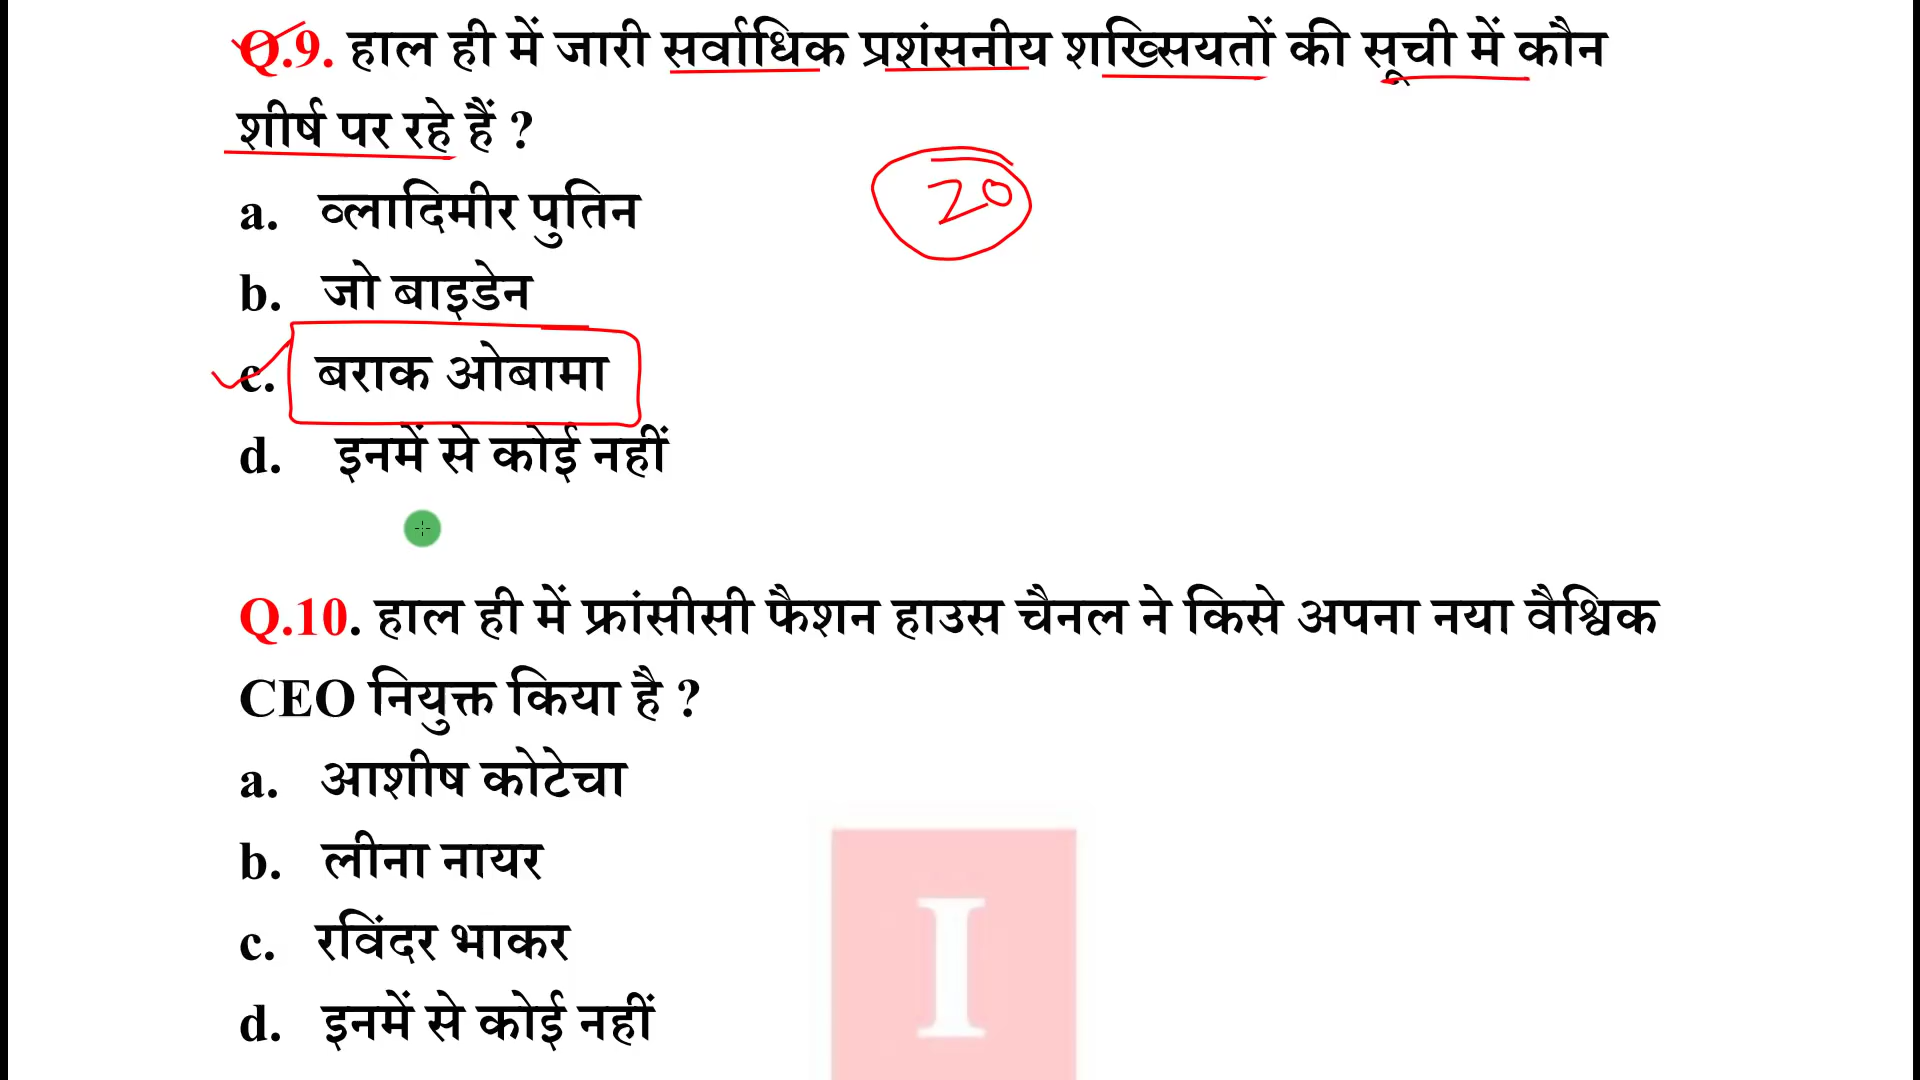 Q.9. हाल ही में जारी सर्वाधिक प्रशंसनीय शख्सियतों की सूची में कौन
शीर्ष पर रहे हैं ?
20
a. व्लादिमीर पुतिन
b. जो बाइडेन
c. बराक ओबामा
d. इनमें से कोई नहीं
Q.10. हाल ही में फ्रांसीसी फैशन हाउस चैनल ने किसे अपना नया वैश्विक
CEO नियुक्त किया है ?
a. आशीष कोटेचा
b. लीना नायर
c. रविंदर भाकर
d. इनमें से कोई नहीं
I